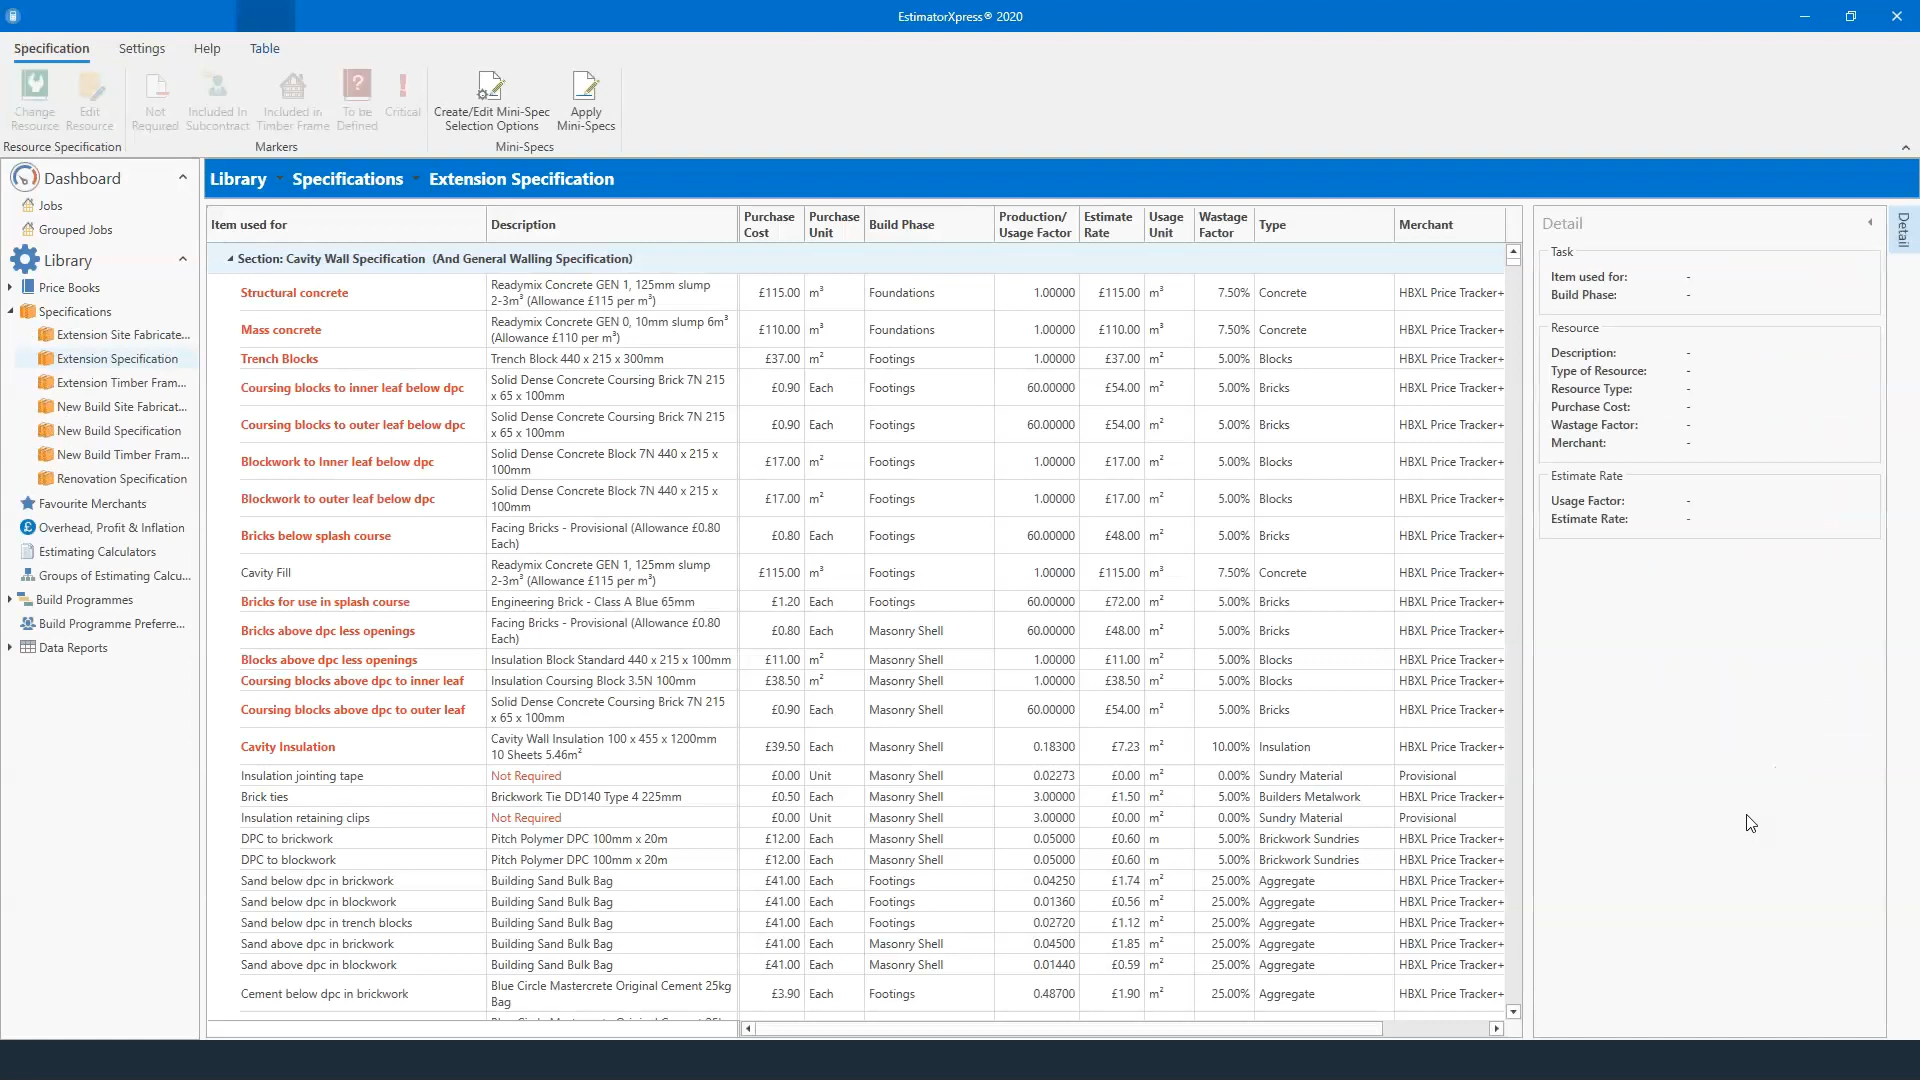 EstimatorXpress® 2020
Specification Settings Help Table
Change Resource
Edit Resource
Not Required
Included In Subcontract
Included in Timber Frame
To be Defined
Critical
Create/Edit Mini-Spec Selection Options
Apply Mini-Specs
Resource Specification
Markers
Mini-Specs
Dashboard
Jobs
Grouped Jobs
Library
Price Books
Specifications
Extension Site Fabricate...
Extension Specification
Extension Timber Fram...
New Build Site Fabricat...
New Build Specification
New Build Timber Fram...
Renovation Specification
Favourite Merchants
Overhead, Profit & Inflation
Estimating Calculators
Groups of Estimating Calcu...
Build Programmes
Build Programme Preferre...
Data Reports
Library Specifications Extension Specification
Item used for Description Purchase Cost Purchase Unit Build Phase Production/ Usage Factor Estimate Rate Usage Unit Wastage Factor Type Merchant
Section: Cavity Wall Specification (And General Walling Specification)
Structural concrete Readymix Concrete GEN 1, 125mm slump 2-3m³ (Allowance £115 per m³) £115.00 m³ Foundations 1.00000 £115.00 m³ 7.50% Concrete HBXL Price Tracker+
Mass concrete Readymix Concrete GEN 0, 10mm slump 6m³ (Allowance £110 per m³) £110.00 m³ Foundations 1.00000 £110.00 m³ 7.50% Concrete HBXL Price Tracker+
Trench Blocks Trench Block 440 x 215 x 300mm £37.00 m² Footings 1.00000 £37.00 m² 5.00% Blocks HBXL Price Tracker+
Coursing blocks to inner leaf below dpc Solid Dense Concrete Coursing Brick 7N 215 x 65 x 100mm £0.90 Each Footings 60.00000 £54.00 m² 5.00% Bricks HBXL Price Tracker+
Coursing blocks to outer leaf below dpc Solid Dense Concrete Coursing Brick 7N 215 x 65 x 100mm £0.90 Each Footings 60.00000 £54.00 m² 5.00% Bricks HBXL Price Tracker+
Blockwork to Inner leaf below dpc Solid Dense Concrete Block 7N 440 x 215 x 100mm £17.00 m² Footings 1.00000 £17.00 m² 5.00% Blocks HBXL Price Tracker+
Blockwork to outer leaf below dpc Solid Dense Concrete Block 7N 440 x 215 x 100mm £17.00 m² Footings 1.00000 £17.00 m² 5.00% Blocks HBXL Price Tracker+
Bricks below splash course Facing Bricks - Provisional (Allowance £0.80 Each) £0.80 Each Footings 60.00000 £48.00 m² 5.00% Bricks HBXL Price Tracker+
Cavity Fill Readymix Concrete GEN 1, 125mm slump 2-3m³ (Allowance £115 per m³) £115.00 m³ Footings 1.00000 £115.00 m³ 7.50% Concrete HBXL Price Tracker+
Bricks for use in splash course Engineering Brick - Class A Blue 65mm £1.20 Each Footings 60.00000 £72.00 m² 5.00% Bricks HBXL Price Tracker+
Bricks above dpc less openings Facing Bricks - Provisional (Allowance £0.80 Each) £0.80 Each Masonry Shell 60.00000 £48.00 m² 5.00% Bricks HBXL Price Tracker+
Blocks above dpc less openings Insulation Block Standard 440 x 215 x 100mm £11.00 m² Masonry Shell 1.00000 £11.00 m² 5.00% Blocks HBXL Price Tracker+
Coursing blocks above dpc to inner leaf Insulation Coursing Block 3.5N 100mm £38.50 m² Masonry Shell 1.00000 £38.50 m² 5.00% Blocks HBXL Price Tracker+
Coursing blocks above dpc to outer leaf Solid Dense Concrete Coursing Brick 7N 215 x 65 x 100mm £0.90 Each Masonry Shell 60.00000 £54.00 m² 5.00% Bricks HBXL Price Tracker+
Cavity Insulation Cavity Wall Insulation 100 x 455 x 1200mm 10 Sheets 5.46m² £39.50 Each Masonry Shell 0.18300 £7.23 m² 10.00% Insulation HBXL Price Tracker+
Insulation jointing tape Not Required £0.00 Unit Masonry Shell 0.02273 £0.00 m² 0.00% Sundry Material Provisional
Brick ties Brickwork Tie DD140 Type 4 225mm £0.50 Each Masonry Shell 3.00000 £1.50 m² 5.00% Builders Metalwork HBXL Price Tracker+
Insulation retaining clips Not Required £0.00 Unit Masonry Shell 3.00000 £0.00 m² 0.00% Sundry Material Provisional
DPC to brickwork Pitch Polymer DPC 100mm x 20m £12.00 Each Masonry Shell 0.05000 £0.60 m 5.00% Brickwork Sundries HBXL Price Tracker+
DPC to blockwork Pitch Polymer DPC 100mm x 20m £12.00 Each Masonry Shell 0.05000 £0.60 m 5.00% Brickwork Sundries HBXL Price Tracker+
Sand below dpc in brickwork Building Sand Bulk Bag £41.00 Each Footings 0.04250 £1.74 m² 25.00% Aggregate HBXL Price Tracker+
Sand below dpc in blockwork Building Sand Bulk Bag £41.00 Each Footings 0.01360 £0.56 m² 25.00% Aggregate HBXL Price Tracker+
Sand below dpc in trench blocks Building Sand Bulk Bag £41.00 Each Footings 0.02720 £1.12 m² 25.00% Aggregate HBXL Price Tracker+
Sand above dpc in brickwork Building Sand Bulk Bag £41.00 Each Masonry Shell 0.04500 £1.85 m² 25.00% Aggregate HBXL Price Tracker+
Sand above dpc in blockwork Building Sand Bulk Bag £41.00 Each Masonry Shell 0.01440 £0.59 m² 25.00% Aggregate HBXL Price Tracker+
Cement below dpc in brickwork Blue Circle Mastercrete Original Cement 25kg Bag £3.90 Each Footings 0.48700 £1.90 m² 25.00% Aggregate HBXL Price Tracker+
Detail
Task
Item used for: -
Build Phase: -
Resource
Description: -
Type of Resource: -
Resource Type: -
Purchase Cost: -
Wastage Factor: -
Merchant: -
Estimate Rate
Usage Factor: -
Estimate Rate: -
Detail